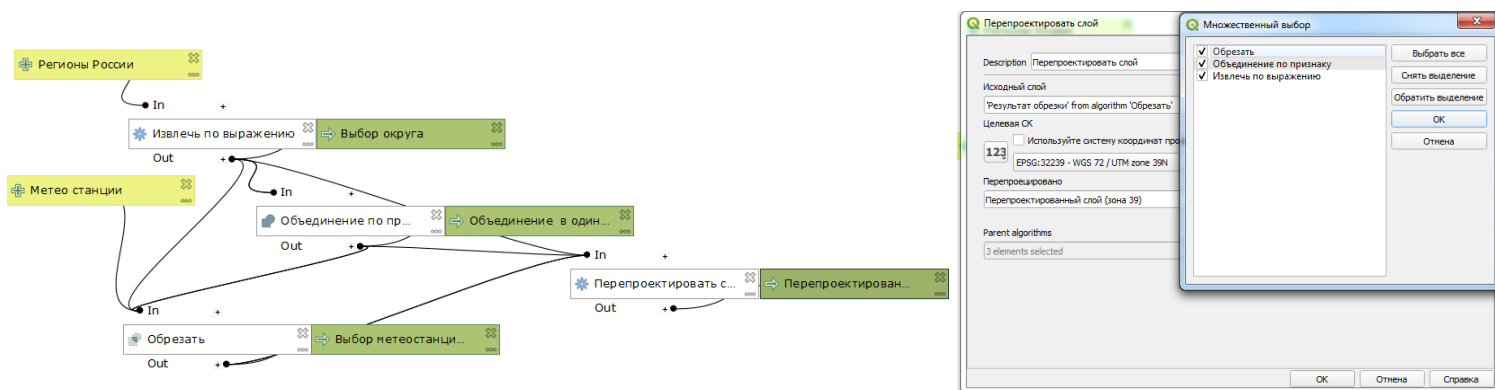 Регионы России
In
Извлечь по выражению
Выбор округа
Out
Метео станции
In
Объединение по пр...
Объединение в один...
Out
In
Перепроектировать с...
Перепроектирован...
Out
In
Обрезать
Выбор метеостанци...
Out
Перепроектировать слой
Description
Перепроектировать слой
Исходный слой
'Результат обрезки' from algorithm 'Обрезать'
Целевая СК
Используйте систему координат про
123
EPSG:32239 - WGS 72 / UTM zone 39N
Перепроецировано
Перепроектированный слой (зона 39)
Parent algorithms
3 elements selected
OK
Отмена
Справка
Множественный выбор
Обрезать
Объединение по признаку
Извлечь по выражению
Выбрать все
Снять выделение
Обратить выделение
OK
Отмена